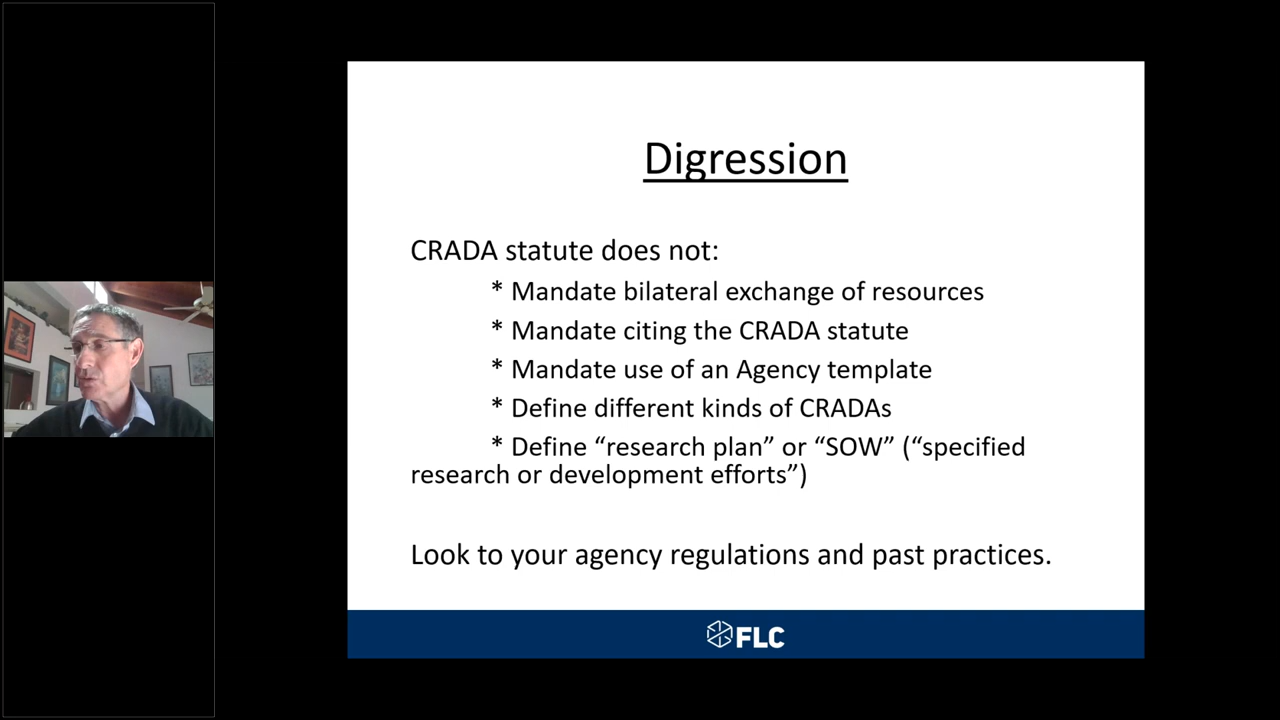 Digression
CRADA statute does not:
* Mandate bilateral exchange of resources
* Mandate citing the CRADA statute
* Mandate use of an Agency template
* Define different kinds of CRADAs
* Define “research plan” or “SOW” (“specified
research or development efforts”)
Look to your agency regulations and past practices.
FLC